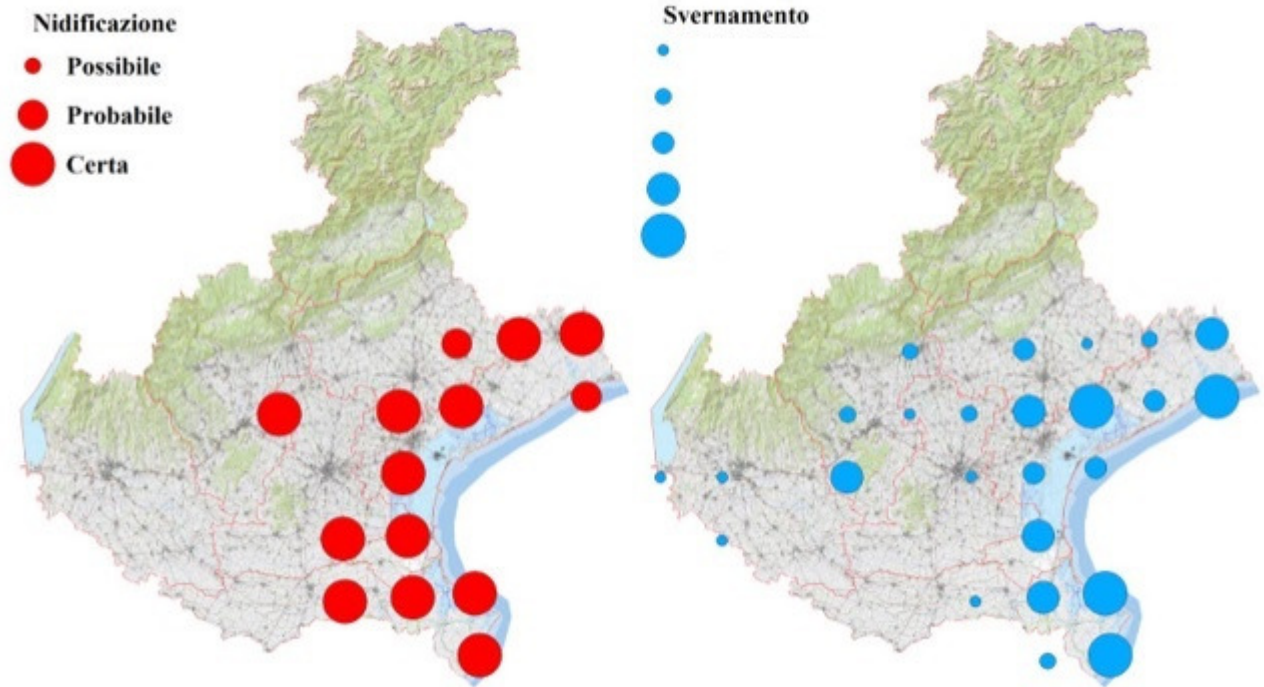 Nidificazione
Possibile
Probabile
Certa
Svernamento